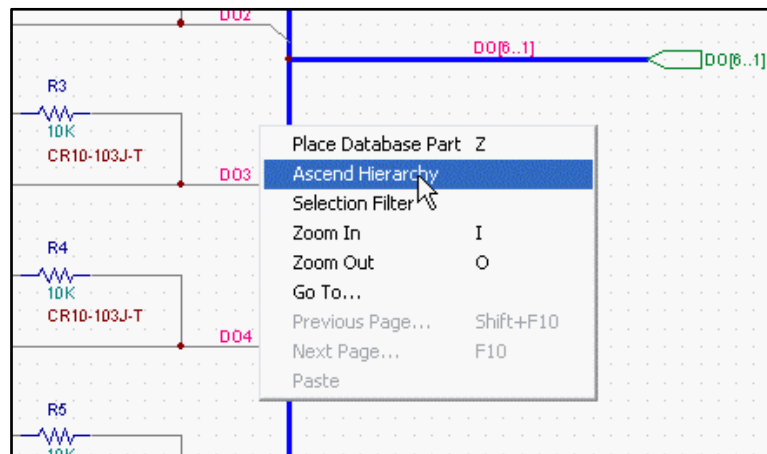 DO2
DO[6..1]
DO[6..1]
R3
10K
CR10-103J-T
DO3
Place Database Part Z
Ascend Hierarchy
Selection Filter
Zoom In I
Zoom Out O
Go To...
Previous Page... Shift+F10
Next Page... F10
Paste
R4
10K
CR10-103J-T
DO4
R5
10K